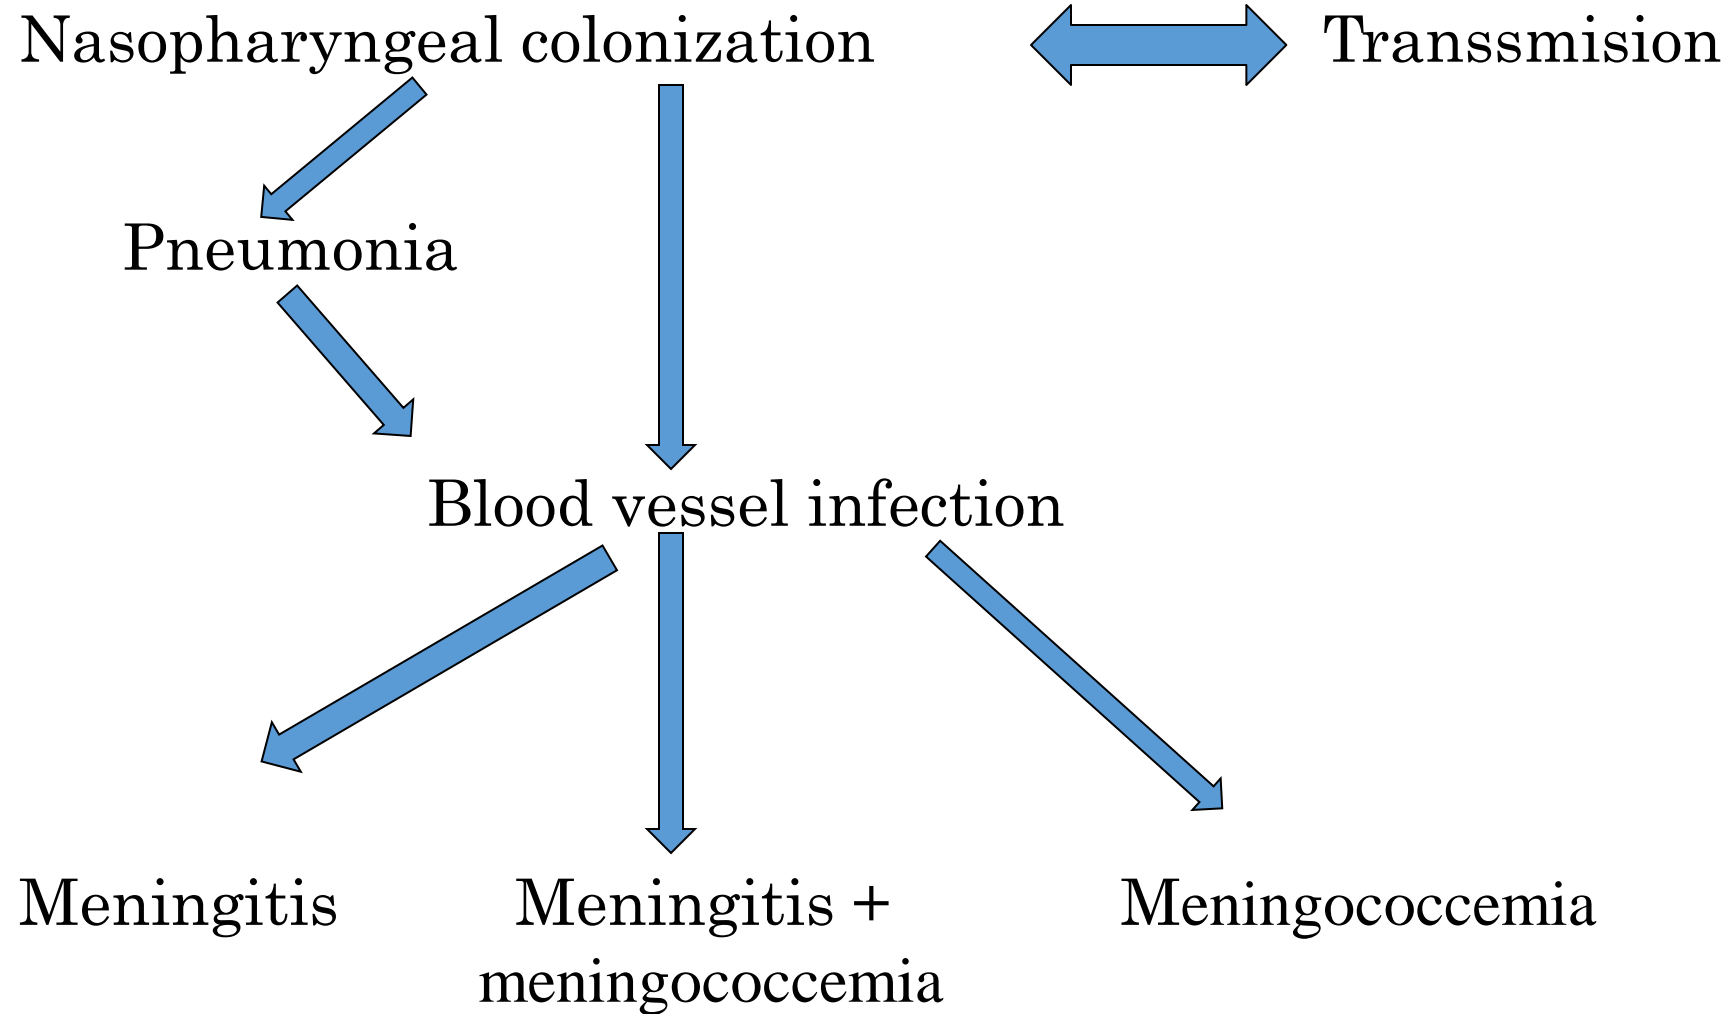 Nasopharyngeal colonization
Transsmision
Pneumonia
Blood vessel infection
Meningitis
Meningitis +
meningococcemia
Meningococcemia